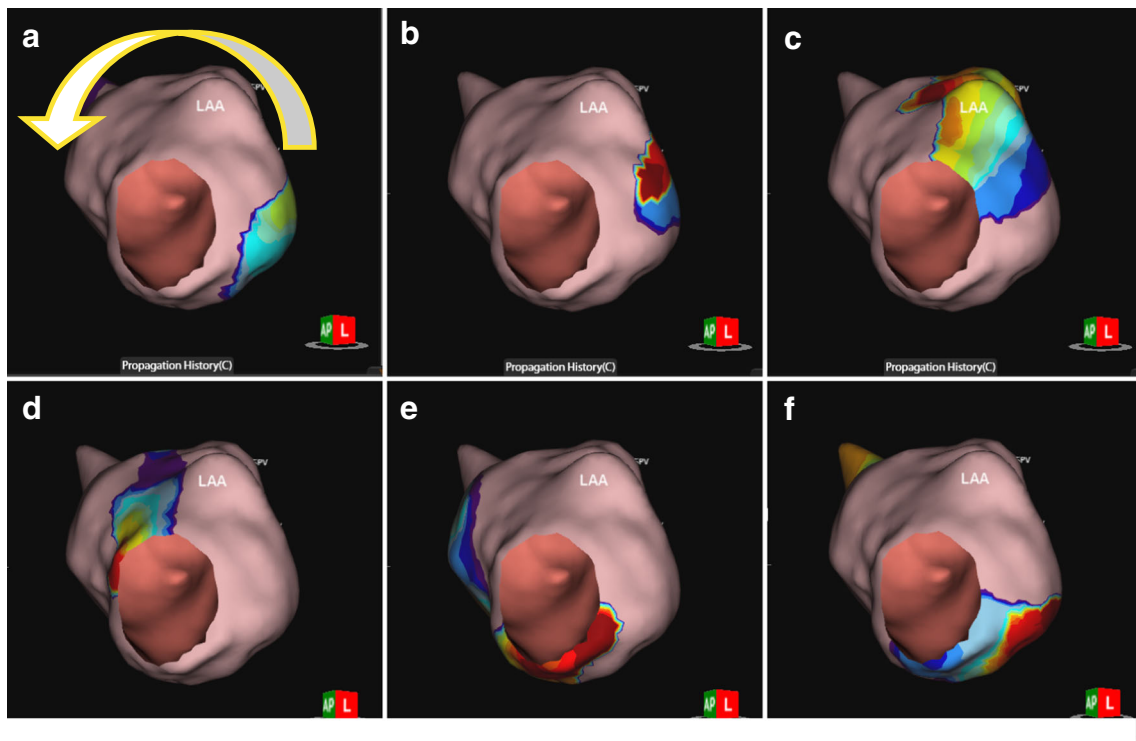 a
b
c
LAA
LAA
LAA
AP L
AP L
AP L
Propagation History(C)
Propagation History(C)
Propagation History(C)
d
e
f
LAA
LAA
LAA
AP L
AP L
AP L